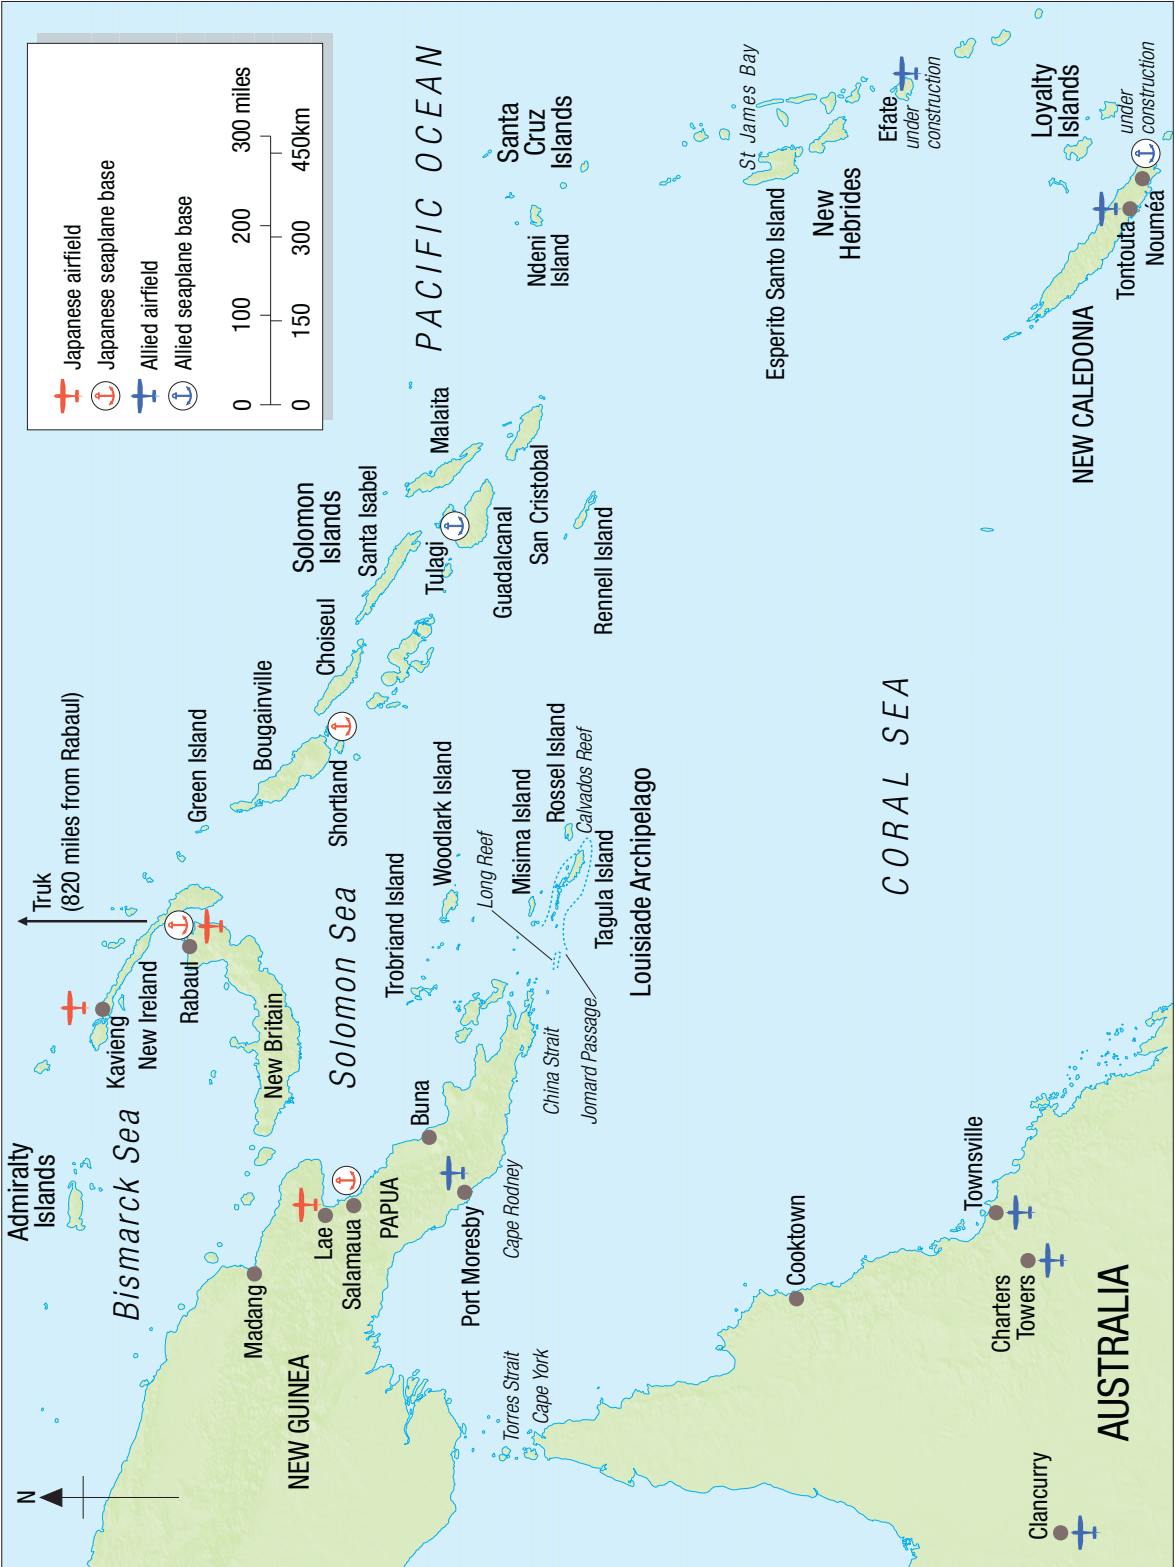 N
Truk
(820 miles from Rabaul)
Japanese airfield
Japanese seaplane base
Allied airfield
Allied seaplane base
0
100
200
300 miles
0
150
300
450km
Admiralty
Islands
Bismarck Sea
Kavieng
New Ireland
Rabaul
New Britain
Green Island
Bougainville
Choiseul
Shortland
Solomon
Islands
Santa Isabel
Malaita
Tulagi
Guadalcanal
San Cristobal
Rennell Island
PACIFIC OCEAN
Santa
Cruz
Islands
Ndeni
Island
Solomon Sea
Madang
NEW GUINEA
Lae
Salamaua
PAPUA
Buna
Port Moresby
Cape Rodney
Trobriand Island
Woodlark Island
Long Reef
Misima Island
Rossel Island
Calvados Reef
Tagula Island
Louisiade Archipelago
China Strait
Jomard Passage
Torres Strait
Cape York
CORAL SEA
St James Bay
Esperito Santo Island
New
Hebrides
Efate
under
construction
Loyalty
Islands
under
construction
NEW CALEDONIA
Tontouta
Nouméa
Cooktown
Townsville
Charters
Towers
AUSTRALIA
Clancurry